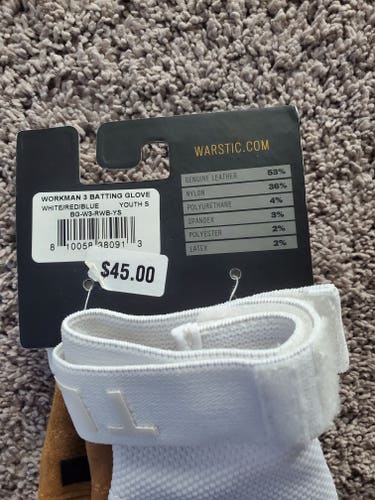 WARSTIC.COM
GENUINE LEATHER 53%
NYLON 36%
POLYURETHANE 4%
SPANDEX 3%
POLYESTER 2%
LATEX 2%
WORKMAN 3 BATTING GLOVE
WHITE/RED/BLUE YOUTH S
BG-W3-RWB-YS
8 10058 38091 3
$45.00